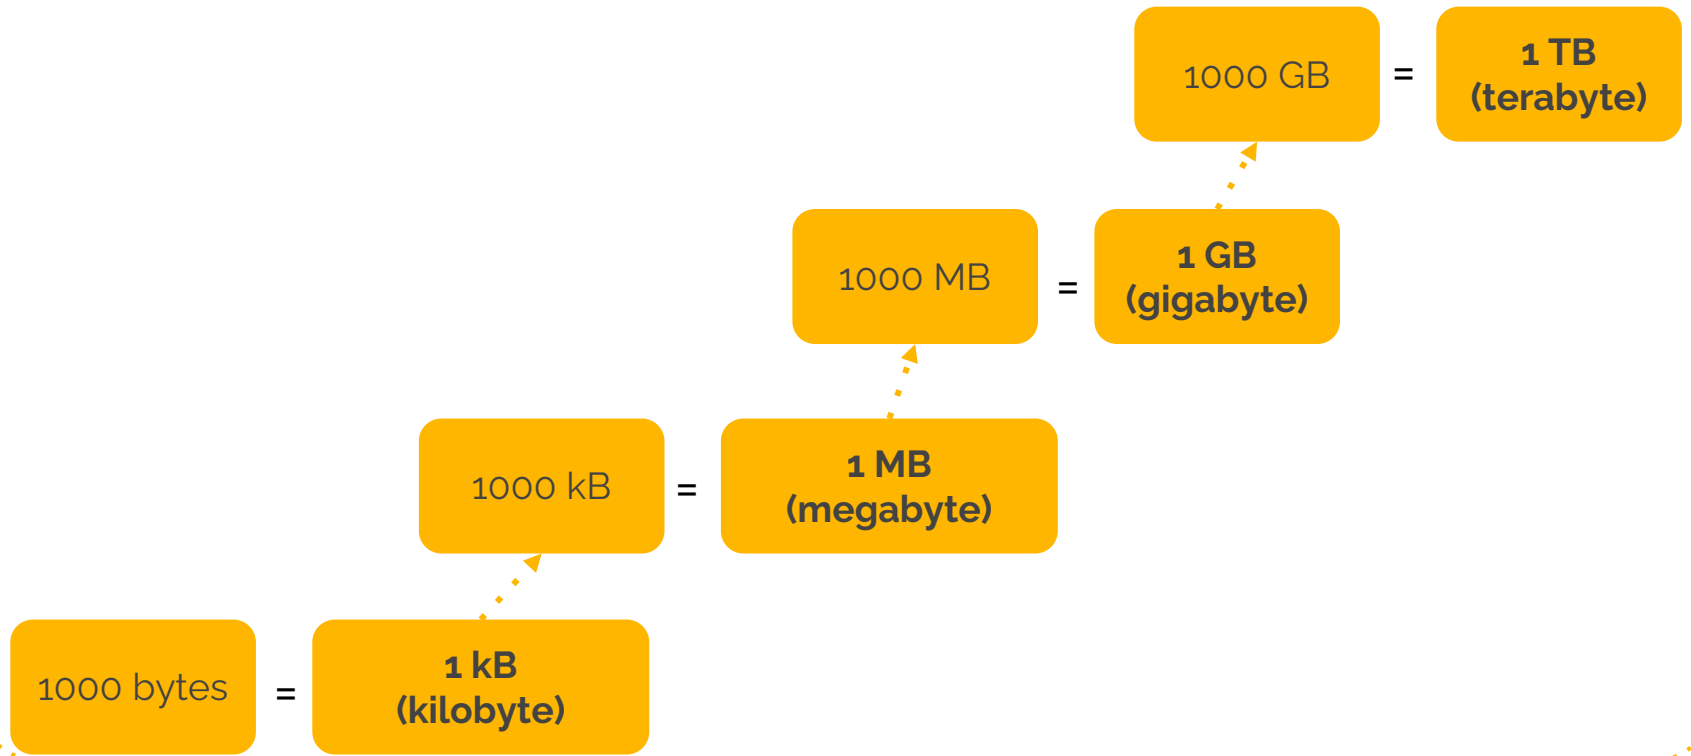 1000 GB
=
1 TB
(terabyte)
1000 MB
=
1 GB
(gigabyte)
1000 kB
=
1 MB
(megabyte)
1000 bytes
=
1 kB
(kilobyte)